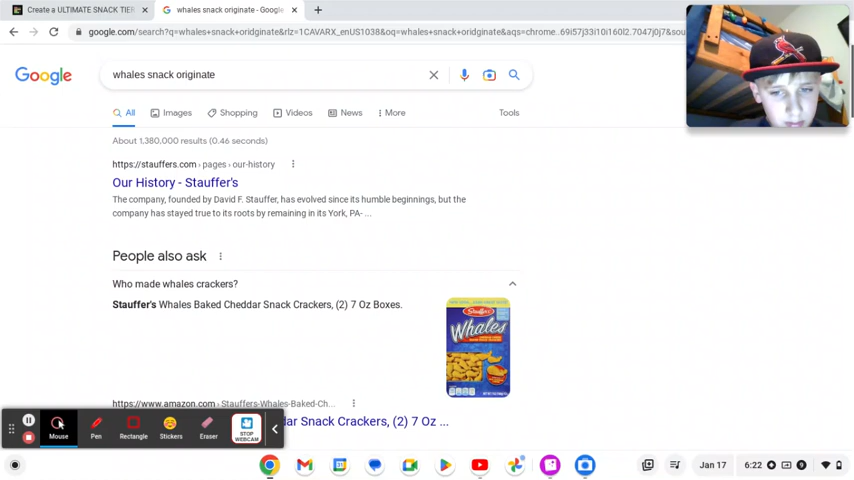 Create a ULTIMATE SNACK TIER
whales snack originate - Google
google.com/search?q=whales+snack+oridginate&rlz=1CAVARX_enUS1038&oq=whales+snack+oridginate&aqs=chrome..69i57j33i10i160l2.7047j0j7&sou
Google
whales snack originate
All
Images
Shopping
Videos
News
More
Tools
About 1,380,000 results (0.46 seconds)
https://stauffers.com › pages › our-history
Our History - Stauffer's
The company, founded by David F. Stauffer, has evolved since its humble beginnings, but the
company has stayed true to its roots by remaining in its York, PA- ...
People also ask
Who made whales crackers?
Stauffer's Whales Baked Cheddar Snack Crackers, (2) 7 Oz Boxes.
Stauffer's
Whales
https://www.amazon.com › Stauffers-Whales-Baked-Ch...
dar Snack Crackers, (2) 7 Oz ...
Mouse
Pen
Rectangle
Stickers
Eraser
STOP
WEBCAM
31
Jan 17
6:22
9